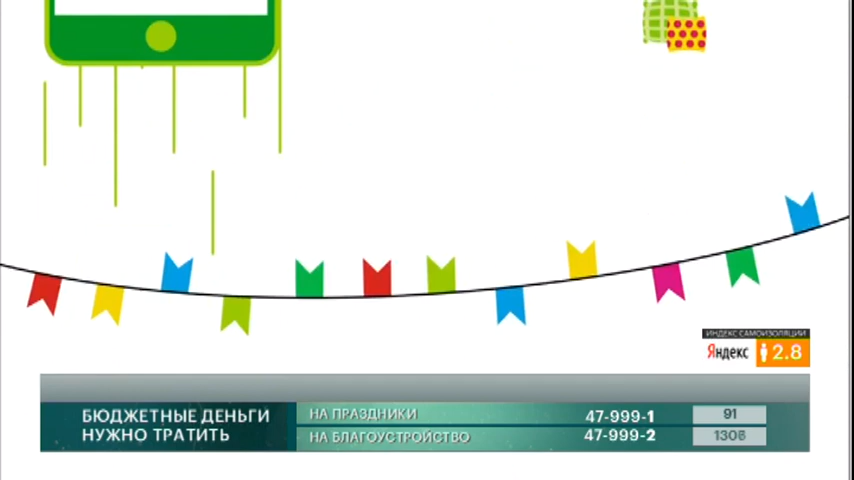 ИНДЕКС САМОИЗОЛЯЦИИ
Яндекс 2.8
БЮДЖЕТНЫЕ ДЕНЬГИ
НУЖНО ТРАТИТЬ
НА ПРАЗДНИКИ 47-999-1 91
НА БЛАГОУСТРОЙСТВО 47-999-2 1306